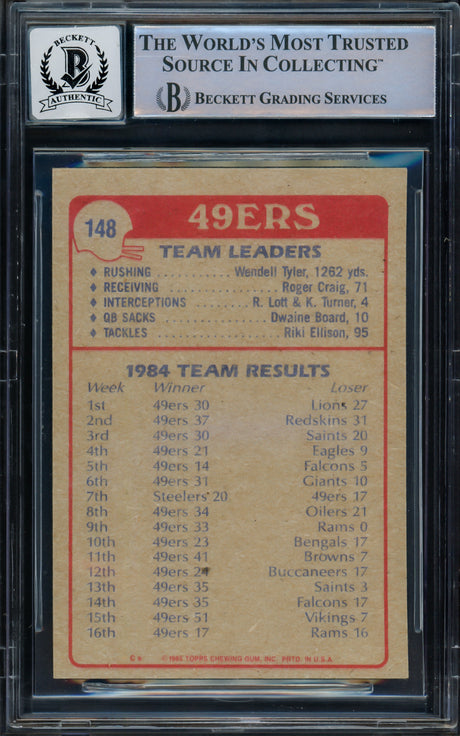 BECKETT
B
AUTHENTIC
THE WORLD'S MOST TRUSTED
SOURCE IN COLLECTING™
B BECKETT GRADING SERVICES
148 49ERS
TEAM LEADERS
♦ RUSHING ........... Wendell Tyler, 1262 yds.
♦ RECEIVING ................. Roger Craig, 71
♦ INTERCEPTIONS ........ R. Lott & K. Turner, 4
♦ QB SACKS ............... Dwaine Board, 10
♦ TACKLES .................. Riki Ellison, 95
1984 TEAM RESULTS
Week Winner Loser
1st 49ers 30 Lions 27
2nd 49ers 37 Redskins 31
3rd 49ers 30 Saints 20
4th 49ers 21 Eagles 9
5th 49ers 14 Falcons 5
6th 49ers 31 Giants 10
7th Steelers 20 49ers 17
8th 49ers 34 Oilers 21
9th 49ers 33 Rams 0
10th 49ers 23 Bengals 17
11th 49ers 41 Browns 7
12th 49ers 24 Buccaneers 17
13th 49ers 35 Saints 3
14th 49ers 35 Falcons 17
15th 49ers 51 Vikings 7
16th 49ers 17 Rams 16
© 1985 TOPPS CHEWING GUM, INC. PRTD. IN U.S.A.